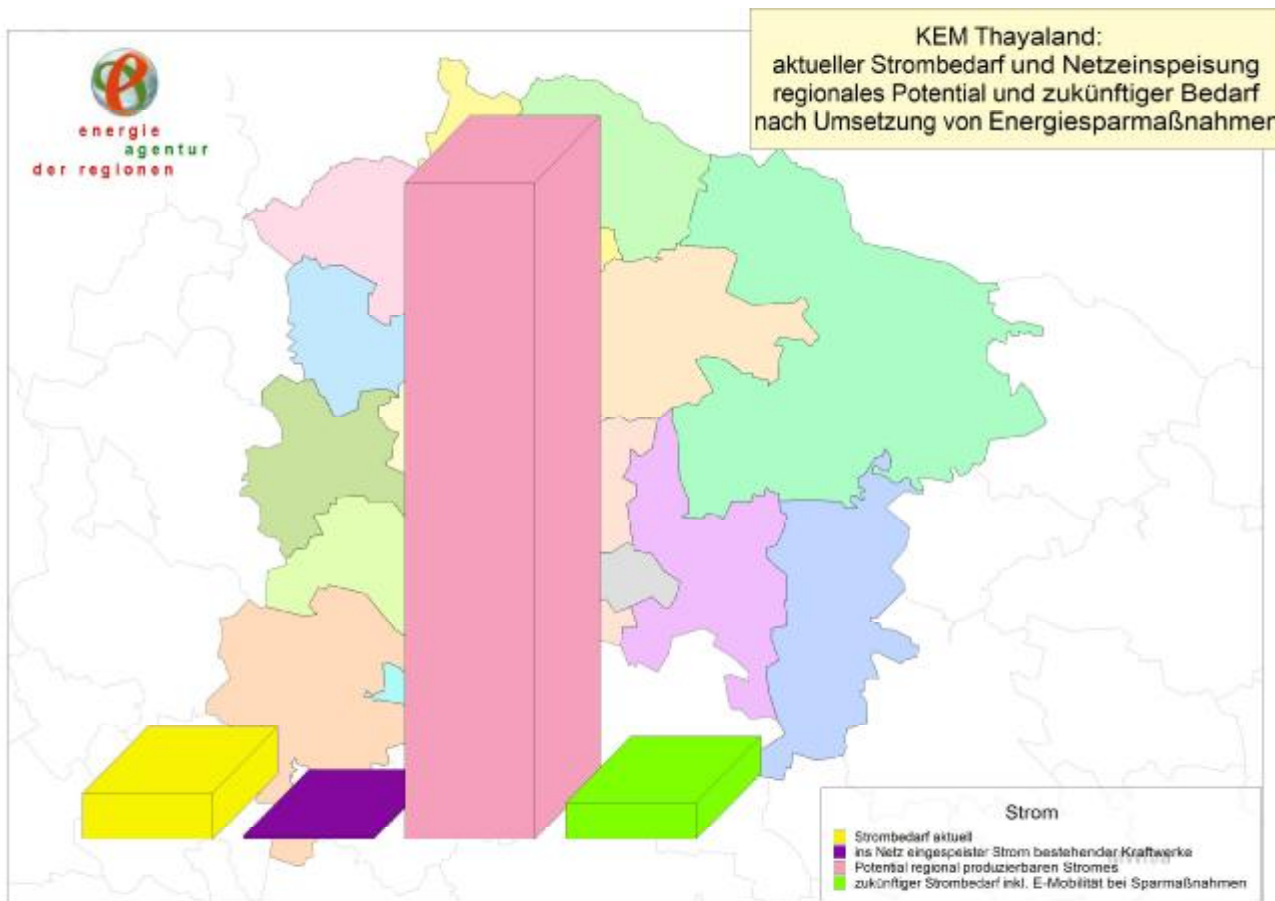 energie
agentur
der regionen
KEM Thayaland:
aktueller Strombedarf und Netzeinspeisung
regionales Potential und zukünftiger Bedarf
nach Umsetzung von Energiesparmaßnahmen
Strom
Strombedarf aktuell
ins Netz eingespeister Strom bestehender Kraftwerke
Potential regional produzierbaren Stromes
zukünftiger Strombedarf inkl. E-Mobilität bei Sparmaßnahmen